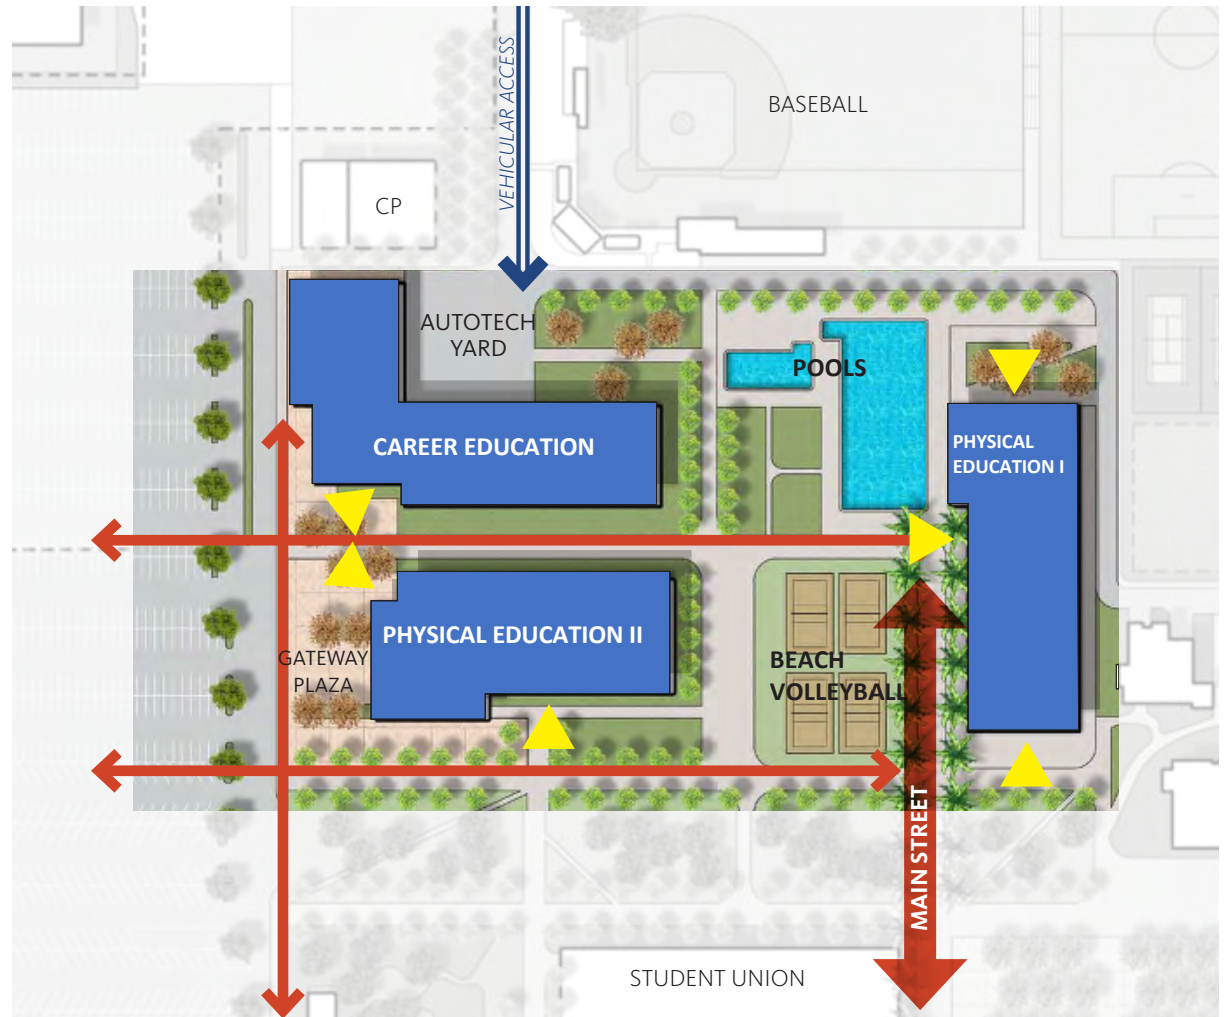 VEHICULAR ACCESS
BASEBALL
CP
AUTOTECH
YARD
POOLS
CAREER EDUCATION
PHYSICAL
EDUCATION I
PHYSICAL EDUCATION II
GATEWAY
PLAZA
BEACH
VOLLEYBALL
MAIN STREET
STUDENT UNION